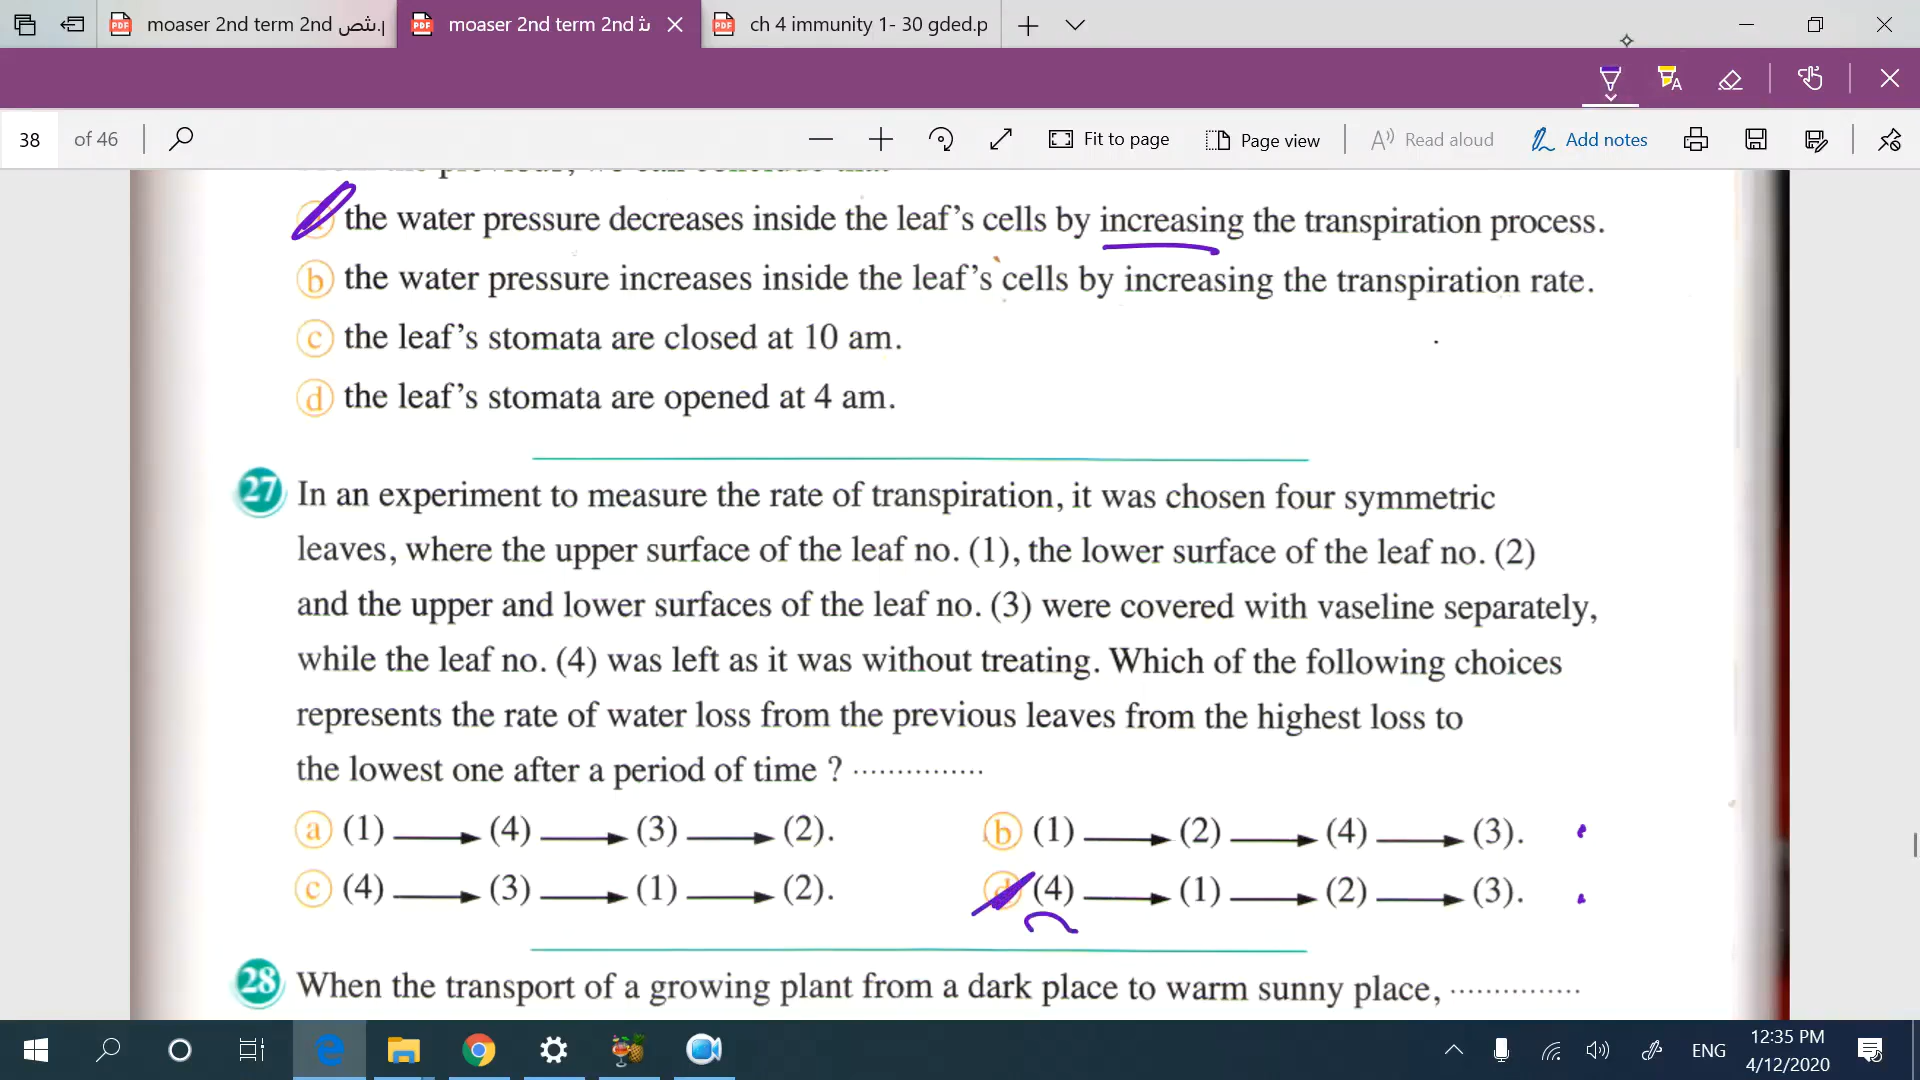 moaser 2nd term 2nd
moaser 2nd term 2nd
ch 4 immunity 1- 30 gded.p
38 of 46
Fit to page
Page view
Read aloud
Add notes
a the water pressure decreases inside the leaf's cells by increasing the transpiration process.
b the water pressure increases inside the leaf's cells by increasing the transpiration rate.
c the leaf's stomata are closed at 10 am.
d the leaf's stomata are opened at 4 am.
27 In an experiment to measure the rate of transpiration, it was chosen four symmetric
leaves, where the upper surface of the leaf no. (1), the lower surface of the leaf no. (2)
and the upper and lower surfaces of the leaf no. (3) were covered with vaseline separately,
while the leaf no. (4) was left as it was without treating. Which of the following choices
represents the rate of water loss from the previous leaves from the highest loss to
the lowest one after a period of time ? ...............
a (1) → (4) → (3) → (2). b (1) → (2) → (4) → (3).
c (4) → (3) → (1) → (2). d (4) → (1) → (2) → (3).
28 When the transport of a growing plant from a dark place to warm sunny place, ...............
ENG
12:35 PM
4/12/2020